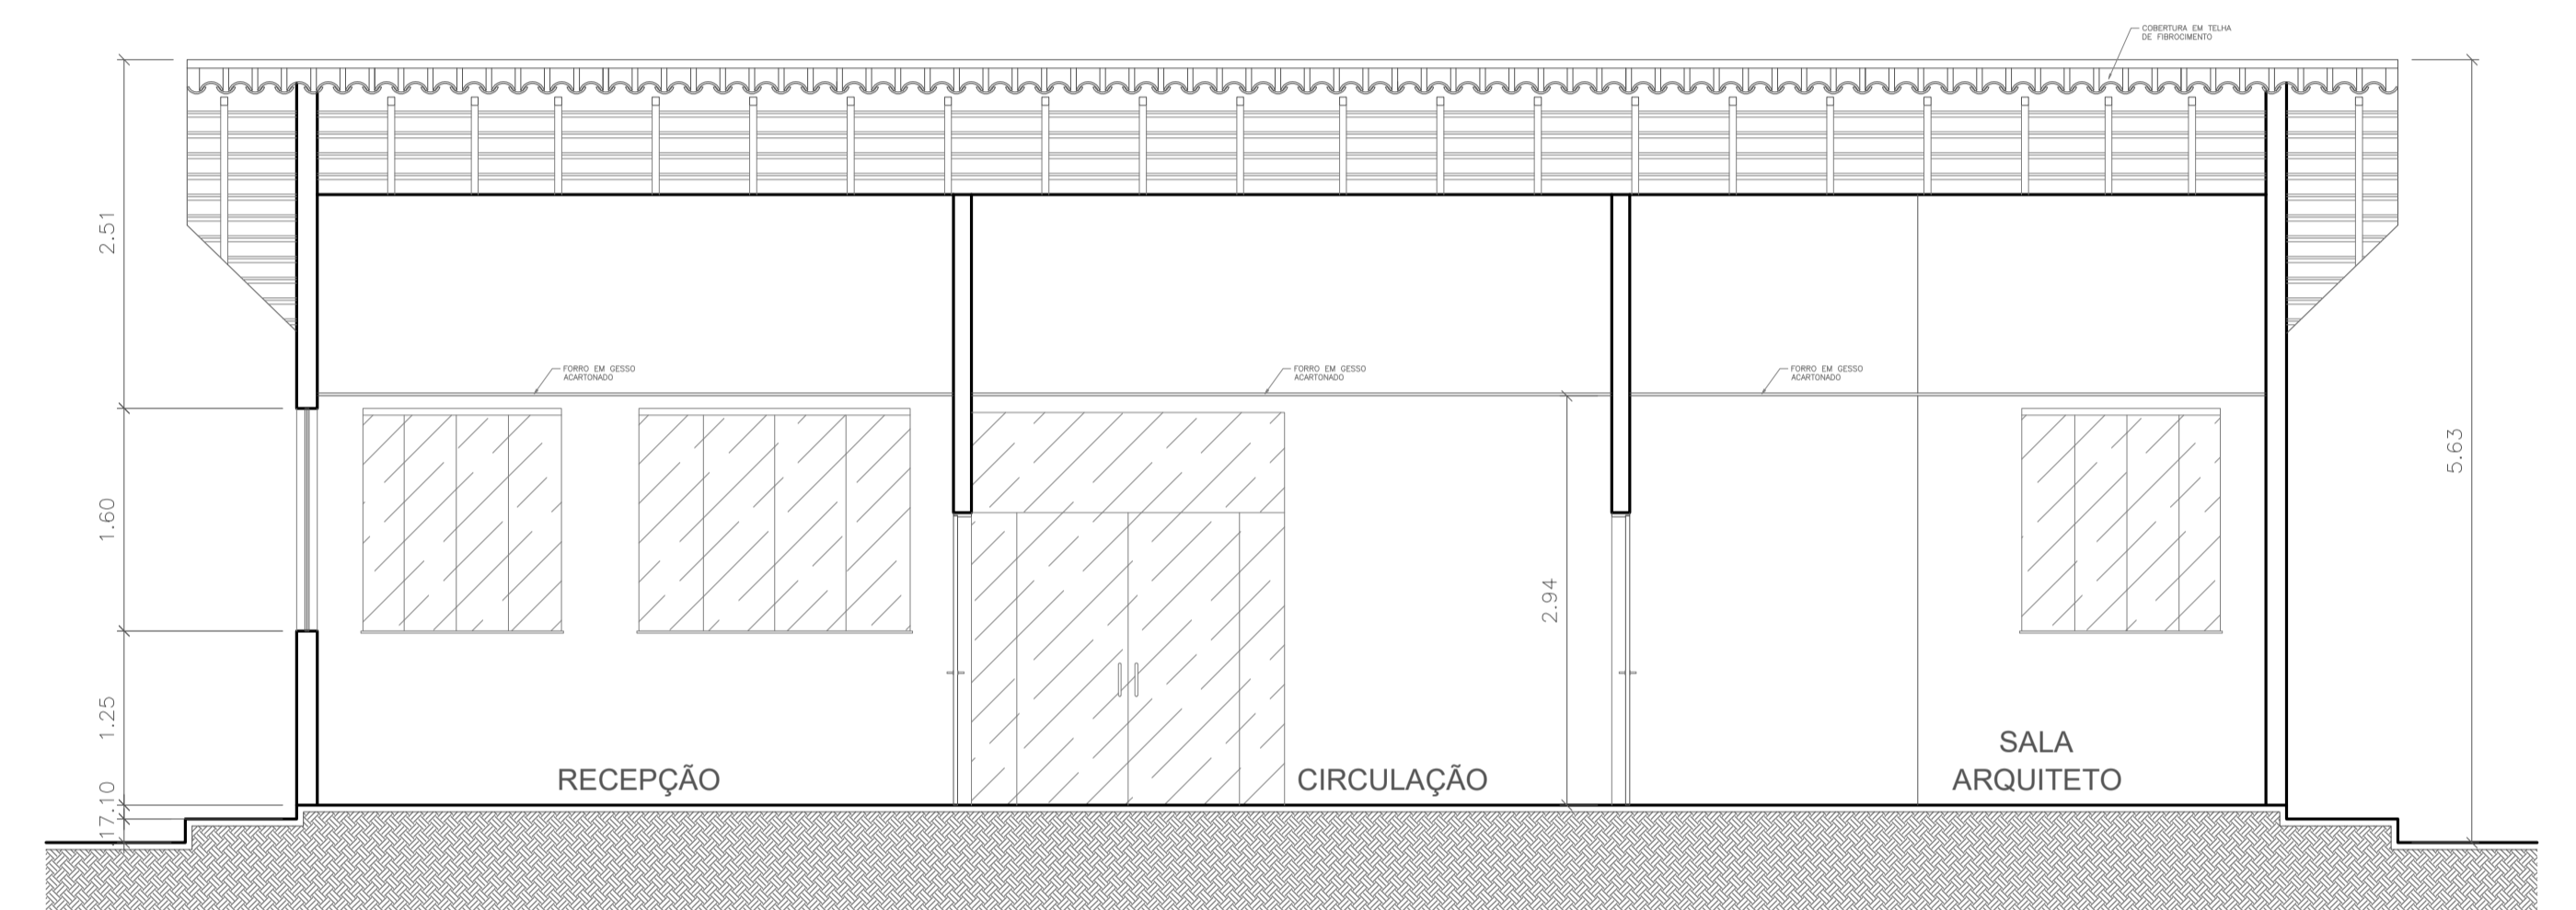 COBERTURA EM TELHA
DE FIBROCIMENTO
2.51
FORRO EM GESSO
ACARTONADO
FORRO EM GESSO
ACARTONADO
FORRO EM GESSO
ACARTONADO
5.63
1.60
2.94
1.25
RECEPÇÃO
CIRCULAÇÃO
SALA
ARQUITETO
.17
.10